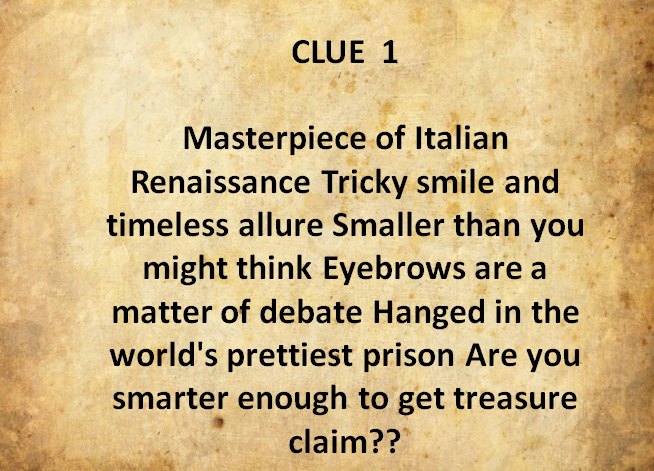 CLUE  1
Masterpiece of Italian
Renaissance Tricky smile and
timeless allure Smaller than you
might think Eyebrows are a
matter of debate Hanged in the
world's prettiest prison Are you
smarter enough to get treasure
claim??